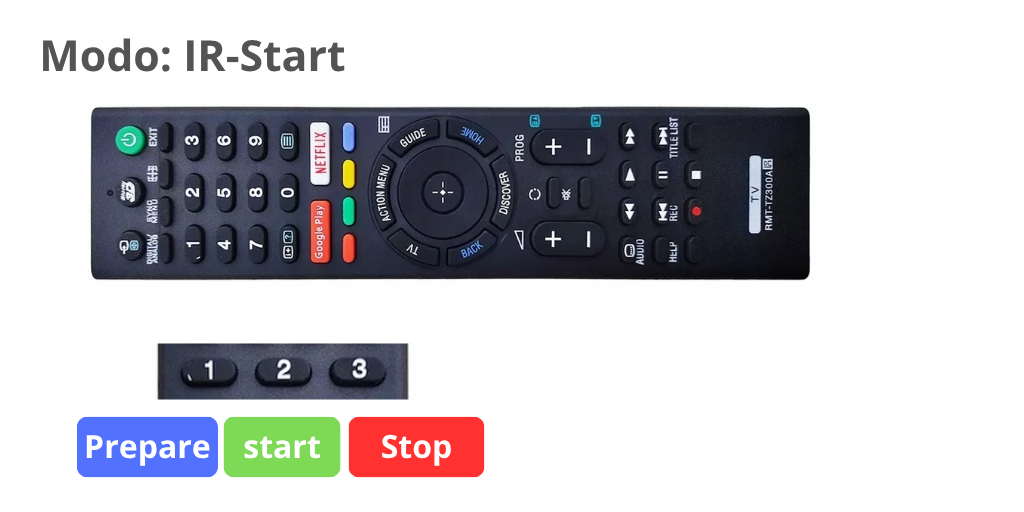 Modo: IR-Start
EXIT
SYNC MENU
DIGITAL/ANALOG
3 6 9
2 5 8 0
1 4 7
NETFLIX
Google Play
GUIDE
HOME
ACTION MENU
DISCOVER
TV
BACK
PROG
+ −
+ −
TITLE LIST
REC
AUDIO
HELP
TV
RMT-TZ300A
1 2 3
Prepare start Stop